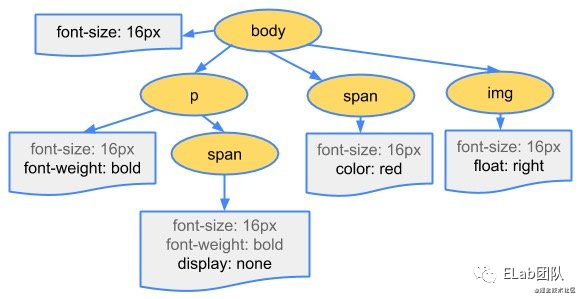 font-size: 16px
body
p
span
img
font-size: 16px
font-weight: bold
span
font-size: 16px
color: red
font-size: 16px
float: right
font-size: 16px
font-weight: bold
display: none
ELab团队
@掘金技术社区